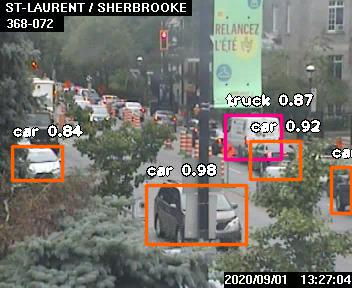 ST-LAURENT / SHERBROOKE
368-072
RELANCEZ
L'ÉTÉ
truck 0.87
car 0.84
car 0.92
car 0.98
ca
2020/09/01 13:27:04